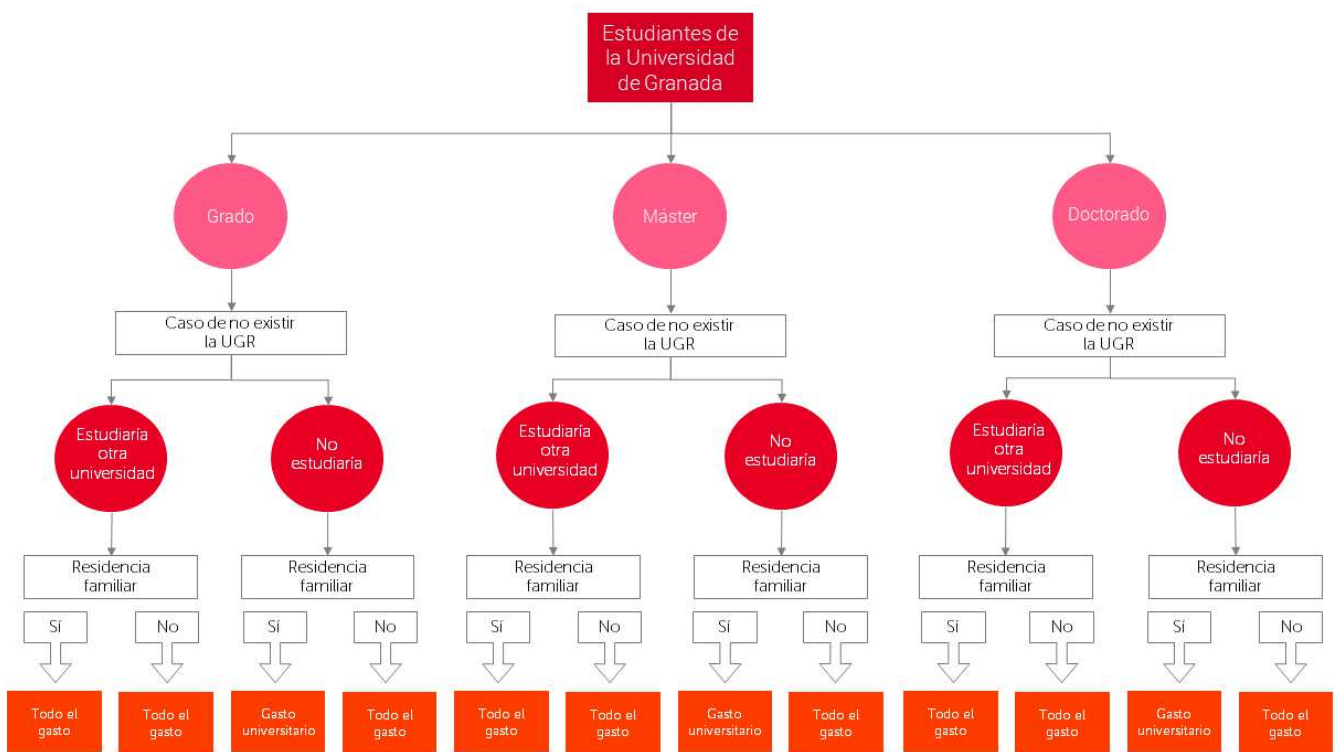 Estudiantes de
la Universidad
de Granada
Grado
Máster
Doctorado
Caso de no existir
la UGR
Caso de no existir
la UGR
Caso de no existir
la UGR
Estudiaría
otra
universidad
No
estudiaría
Estudiaría
otra
universidad
No
estudiaría
Estudiaría
otra
universidad
No
estudiaría
Residencia
familiar
Residencia
familiar
Residencia
familiar
Residencia
familiar
Residencia
familiar
Residencia
familiar
Sí
No
Sí
No
Sí
No
Sí
No
Sí
No
Sí
No
Todo el
gasto
Todo el
gasto
Gasto
universitario
Todo el
gasto
Todo el
gasto
Todo el
gasto
Gasto
universitario
Todo el
gasto
Todo el
gasto
Todo el
gasto
Gasto
universitario
Todo el
gasto